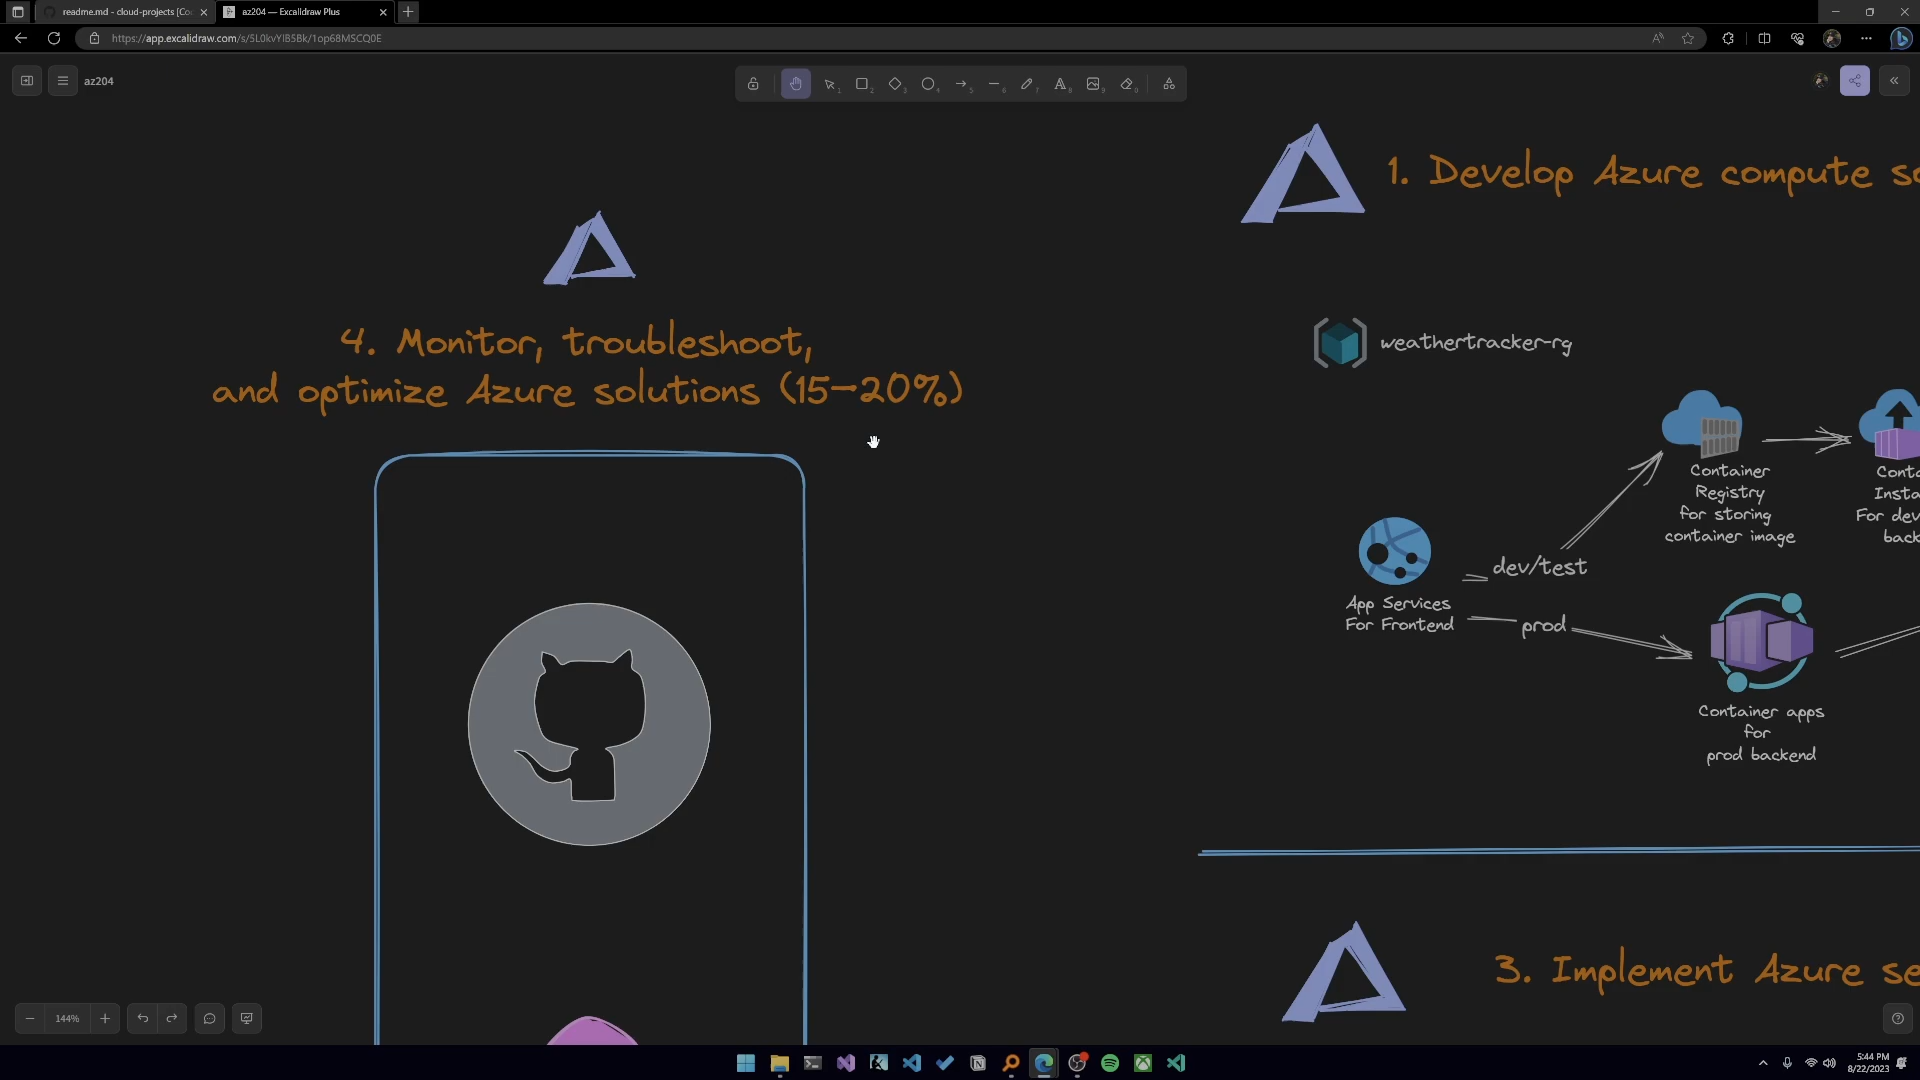 readme.md - cloud-projects [Co
az204 — Excalidraw Plus
https://app.excalidraw.com/s/5L0kvYIB5Bk/1op68MSCQ0E
az204
1. Develop Azure compute so
4. Monitor, troubleshoot,
and optimize Azure solutions (15-20%)
weathertracker-rg
Container
Registry
for storing
container image
Conta
Insta
For dev
back
App Services
For Frontend
dev/test
prod
Container apps
for
prod backend
3. Implement Azure se
144%
5:44 PM
8/22/2023